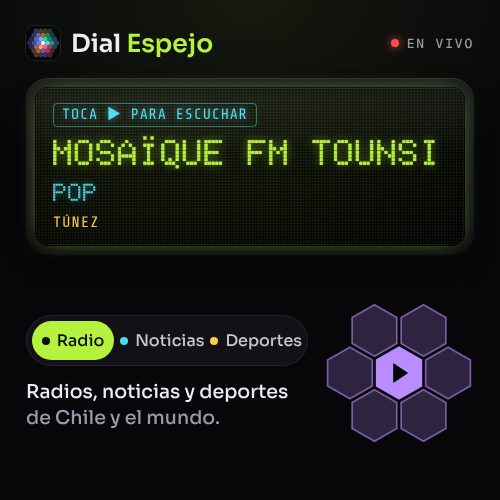 Dial Espejo
EN VIVO
TOCA ▶ PARA ESCUCHAR
MOSAÏQUE FM TOUNSI
POP
TÚNEZ
Radio
Noticias
Deportes
Radios, noticias y deportes
de Chile y el mundo.